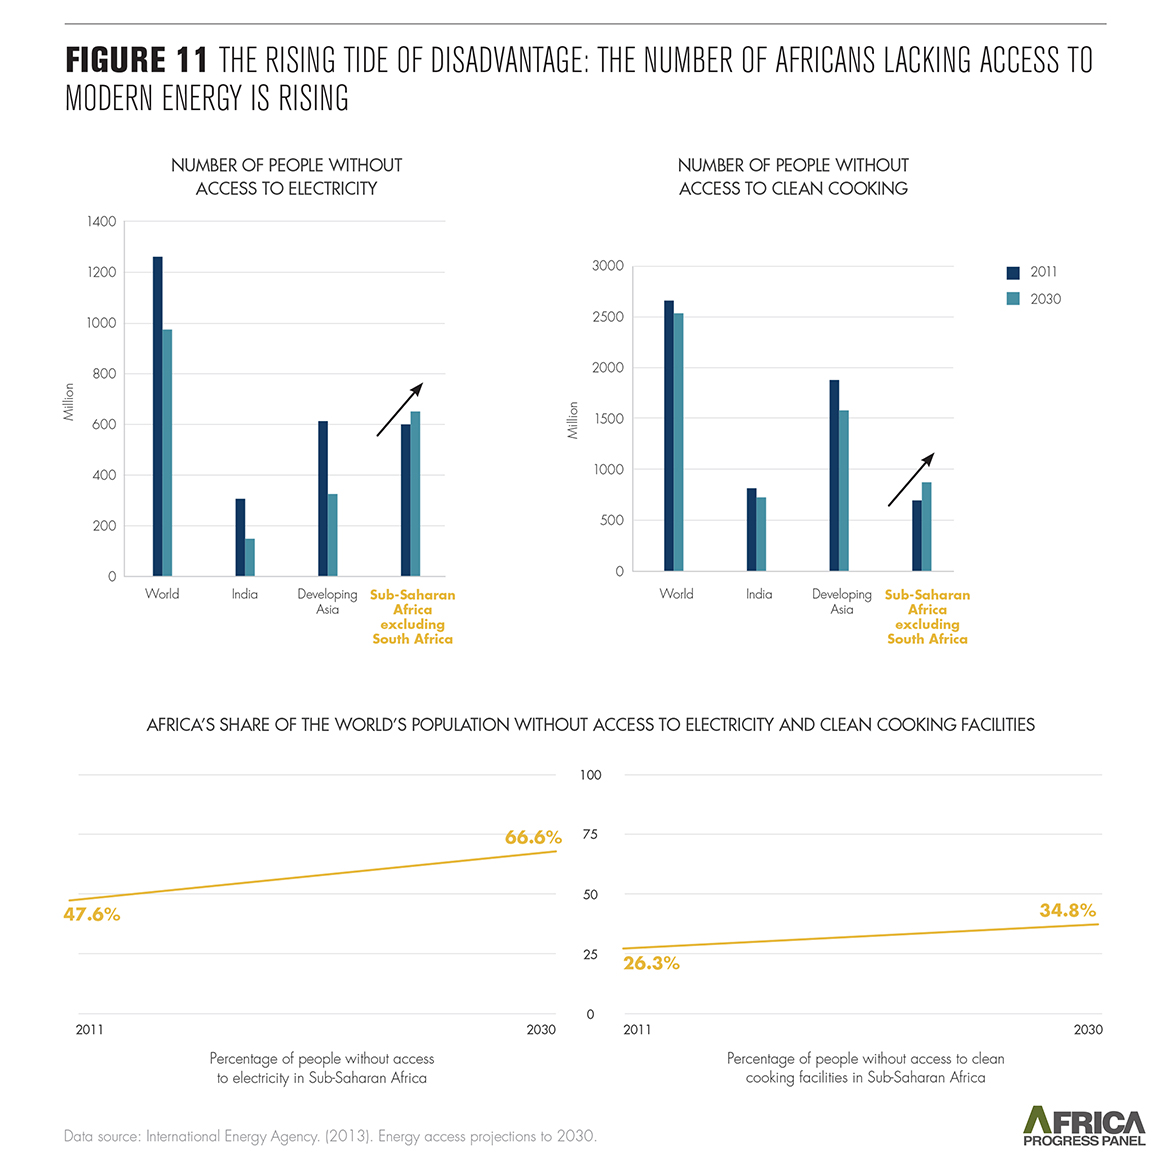 FIGURE 11 THE RISING TIDE OF DISADVANTAGE: THE NUMBER OF AFRICANS LACKING ACCESS TO
MODERN ENERGY IS RISING
NUMBER OF PEOPLE WITHOUT
ACCESS TO ELECTRICITY
1400
1200
1000
800
600
400
200
0
Million
World
India
Developing
Asia
Sub-Saharan
Africa
excluding
South Africa
NUMBER OF PEOPLE WITHOUT
ACCESS TO CLEAN COOKING
3000
2500
2000
1500
1000
500
0
Million
World
India
Developing
Asia
Sub-Saharan
Africa
excluding
South Africa
2011
2030
AFRICA'S SHARE OF THE WORLD'S POPULATION WITHOUT ACCESS TO ELECTRICITY AND CLEAN COOKING FACILITIES
100
75
50
25
0
47.6%
66.6%
2011
2030
Percentage of people without access
to electricity in Sub-Saharan Africa
26.3%
34.8%
2011
2030
Percentage of people without access to clean
cooking facilities in Sub-Saharan Africa
Data source: International Energy Agency. (2013). Energy access projections to 2030.
AFRICA
PROGRESS PANEL